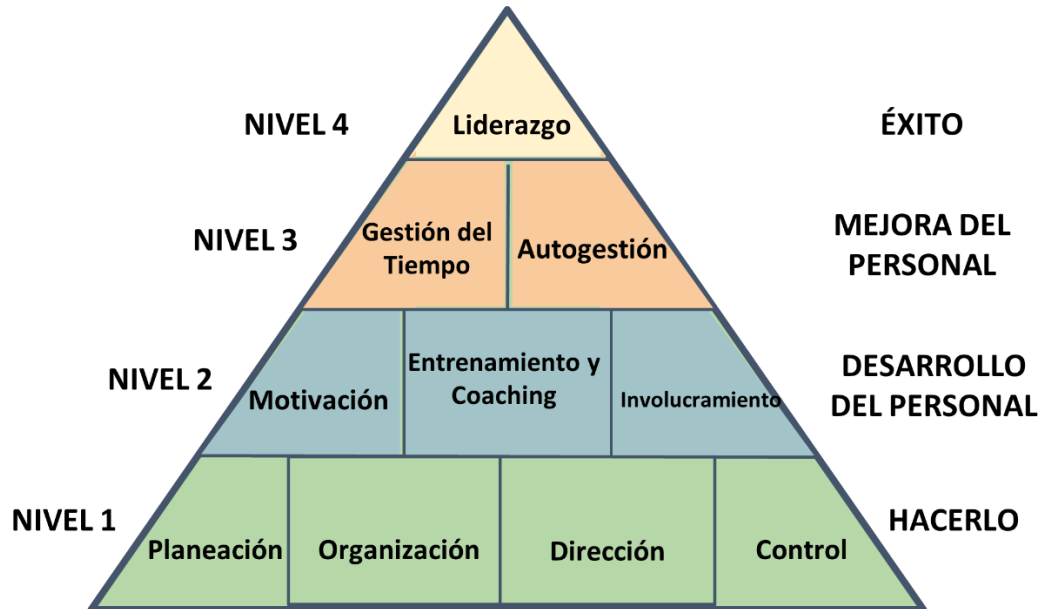 NIVEL 4
Liderazgo
ÉXITO
NIVEL 3
Gestión del
Tiempo
Autogestión
MEJORA DEL
PERSONAL
NIVEL 2
Motivación
Entrenamiento y
Coaching
Involucramiento
DESARROLLO
DEL PERSONAL
NIVEL 1
Planeación
Organización
Dirección
Control
HACERLO